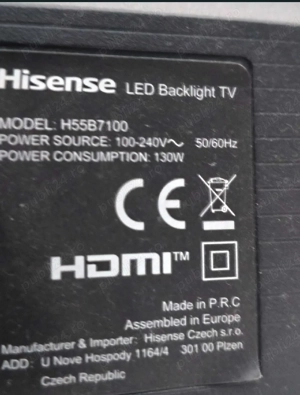 Hisense LED Backlight TV
MODEL: H55B7100
POWER SOURCE: 100-240V~ 50/60Hz
POWER CONSUMPTION: 130W
CE
HDMI™
Made in P.R.C
Assembled in Europe
Manufacturer & Importer: Hisense Czech s.r.o.
ADD: U Nove Hospody 1164/4 301 00 Plzen
Czech Republic